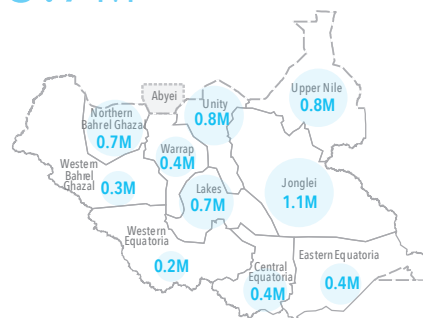 Upper Nile
0.8M
Abyei
Unity
0.8M
Northern
Bahrel Ghazal
0.7M
Warrap
0.4M
Western
Bahrel
Ghazal
0.3M
Lakes
0.7M
Jonglei
1.1M
Western
Equatoria
0.2M
Central
Equatoria
0.4M
Eastern Equatoria
0.4M